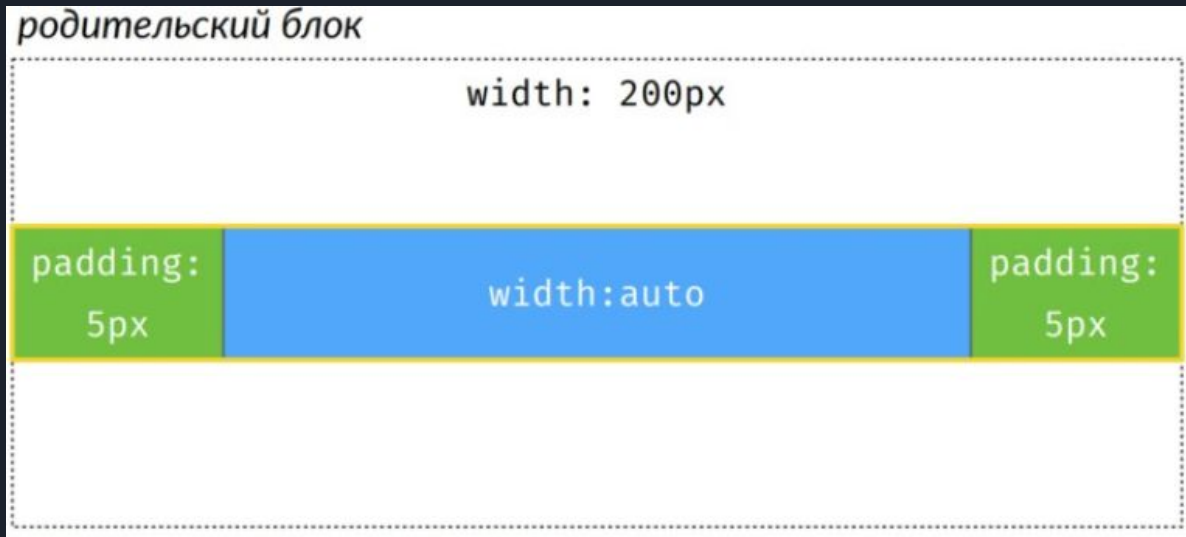 родительский блок
width: 200px
padding:
5px
width:auto
padding:
5px